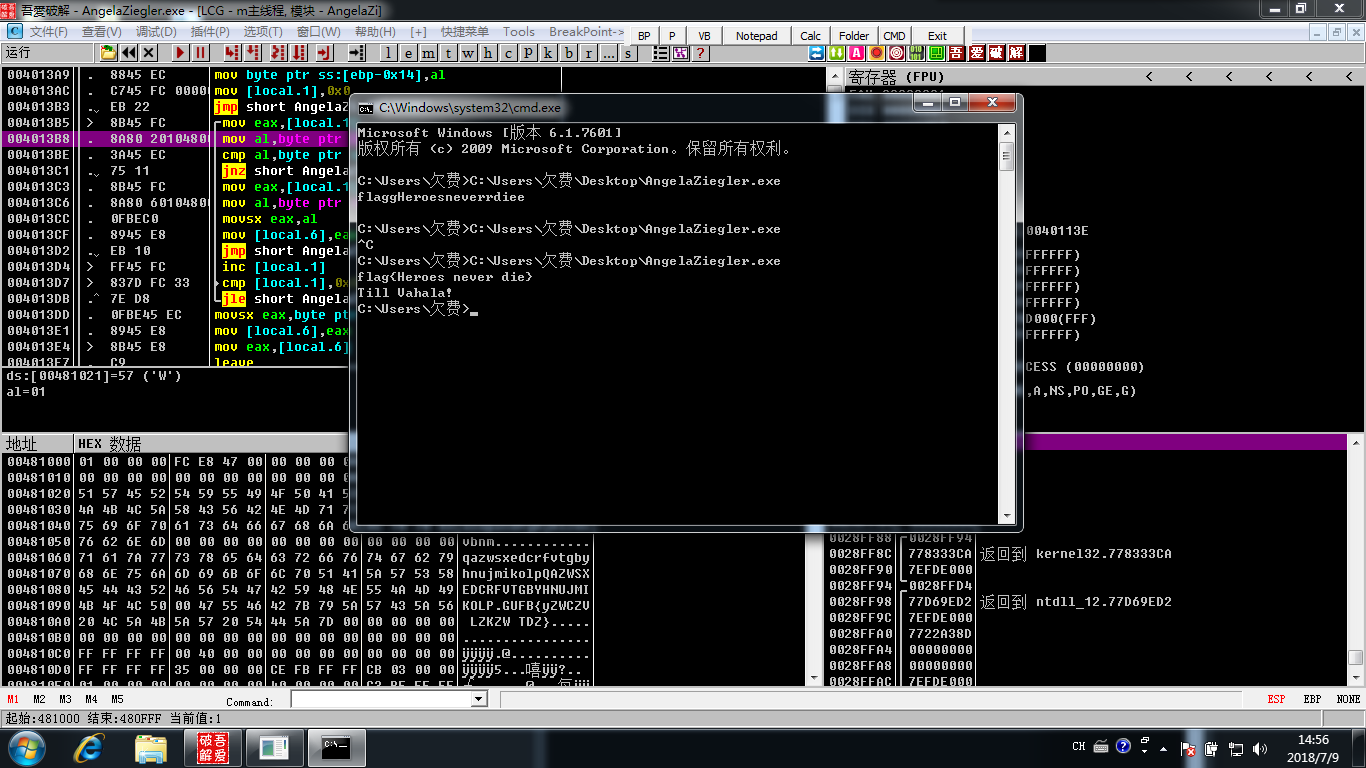 吾愛破解 - AngelaZiegler.exe - [LCG - m主线程, 模块 - AngelaZi]
文件(F) 查看(V) 调试(D) 插件(P) 选项(T) 窗口(W) 帮助(H) [+] 快捷菜单 Tools BreakPoint-> BP P VB Notepad Calc Folder CMD Exit
运行 l e m t w h c p k b r ... s ? 吾 爱 破 解
004013A9 . 8845 EC mov byte ptr ss:[ebp-0x14],al
004013AC . C745 FC 00000 mov [local.1],0x0
004013B3 .˅ EB 22 jmp short AngelaZ
004013B5 > 8B45 FC mov eax,[local.1
004013B8 . 8A80 20104800 mov al,byte ptr
004013BE . 3A45 EC cmp al,byte ptr
004013C1 .˅ 75 11 jnz short AngelaZ
004013C3 . 8B45 FC mov eax,[local.1
004013C6 . 8A80 60104800 mov al,byte ptr
004013CC . 0FBEC0 movsx eax,al
004013CF . 8945 E8 mov [local.6],ea
004013D2 .˅ EB 10 jmp short AngelaZ
004013D4 > FF45 FC inc [local.1]
004013D7 > 837D FC 33 cmp [local.1],0
004013DB .^ 7E D8 jle short AngelaZ
004013DD . 0FBE45 EC movsx eax,byte pt
004013E1 . 8945 E8 mov [local.6],eax
004013E4 > 8B45 E8 mov eax,[local.6]
004013E7 . C9 leave
ds:[00481021]=57 ('W')
al=01
寄存器 (FPU) < < < < < <
0040113E
FFFFFF)
FFFFFF)
FFFFFF)
FFFFFF)
D000(FFF)
FFFFFF)
CESS (00000000)
,A,NS,PO,GE,G)
C:\Windows\system32\cmd.exe
Microsoft Windows [版本 6.1.7601]
版权所有 (c) 2009 Microsoft Corporation。保留所有权利。
C:\Users\欠费>C:\Users\欠费\Desktop\AngelaZiegler.exe
flaggHeroesneverrdiee
C:\Users\欠费>C:\Users\欠费\Desktop\AngelaZiegler.exe
^C
C:\Users\欠费>C:\Users\欠费\Desktop\AngelaZiegler.exe
flag{Heroes never die}
Till Vahala!
C:\Users\欠费>
地址 HEX 数据
00481000 01 00 00 00 FC E8 47 00 00 00 00 00
00481010 00 00 00 00 00 00 00 00 00 00 00 00
00481020 51 57 45 52 54 59 55 49 4F 50 41 5
00481030 4A 4B 4C 5A 58 43 56 42 4E 4D 71 7
00481040 75 69 6F 70 61 73 64 66 67 68 6A 6
00481050 76 62 6E 6D 00 00 00 00 00 00 00 00 00 00 00 00 vbnm............
00481060 71 61 7A 77 73 78 65 64 63 72 66 76 74 67 62 79 qazwsxedcrfvtgby
00481070 68 6E 75 6A 6D 69 6B 6F 6C 70 51 41 5A 57 53 58 hnujmikolpQAZWSX
00481080 45 44 43 52 46 56 54 47 42 59 48 4E 55 4A 4D 49 EDCRFVTGBYHNUJMI
00481090 4B 4F 4C 50 00 47 55 46 42 7B 79 5A 57 43 5A 56 KOLP.GUFB{yZWCZV
004810A0 20 4C 5A 4B 5A 57 20 54 44 5A 7D 00 00 00 00 00 LZKZW TDZ}.....
004810B0 00 00 00 00 00 00 00 00 00 00 00 00 00 00 00 00 ................
004810C0 FF FF FF FF 00 40 00 00 00 00 00 00 00 00 00 00
004810D0 FF FF FF FF 35 00 00 00 CE FB FF FF CB 03 00 00
0028FF88 0028FF94
0028FF8C 778333CA 返回到 kernel32.778333CA
0028FF90 7EFDE000
0028FF94 0028FFD4
0028FF98 77D69ED2 返回到 ntdll_12.77D69ED2
0028FF9C 7EFDE000
0028FFA0 7722A38D
0028FFA4 00000000
0028FFA8 00000000
0028FFAC 7EFDE000
M1 M2 M3 M4 M5 Command: ESP EBP NONE
起始:481000 结束:480FFF 当前值:1
破吾解爱 CH 14:56
2018/7/9